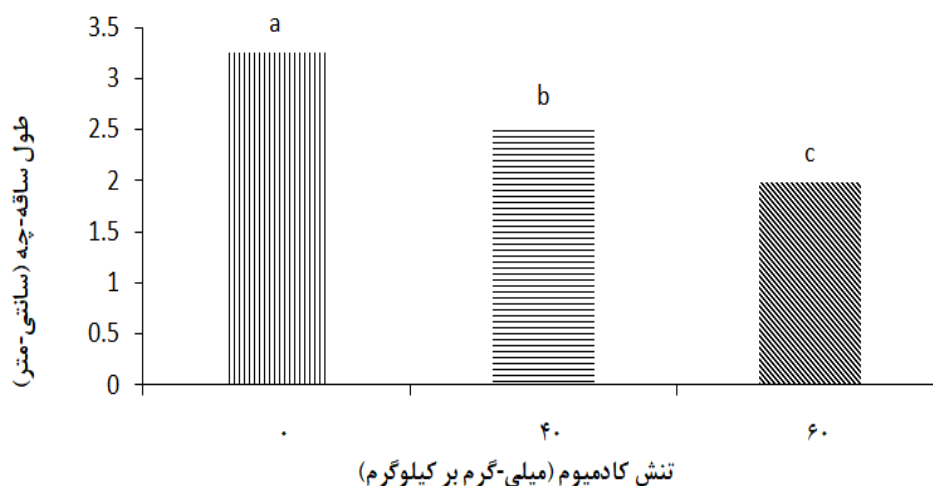 طول ساقه-چه (سانتی-متر)
3.5
3
2.5
2
1.5
1
0.5
0
a
b
c
۰
۴۰
۶۰
تنش کادمیوم (میلی-گرم بر کیلوگرم)